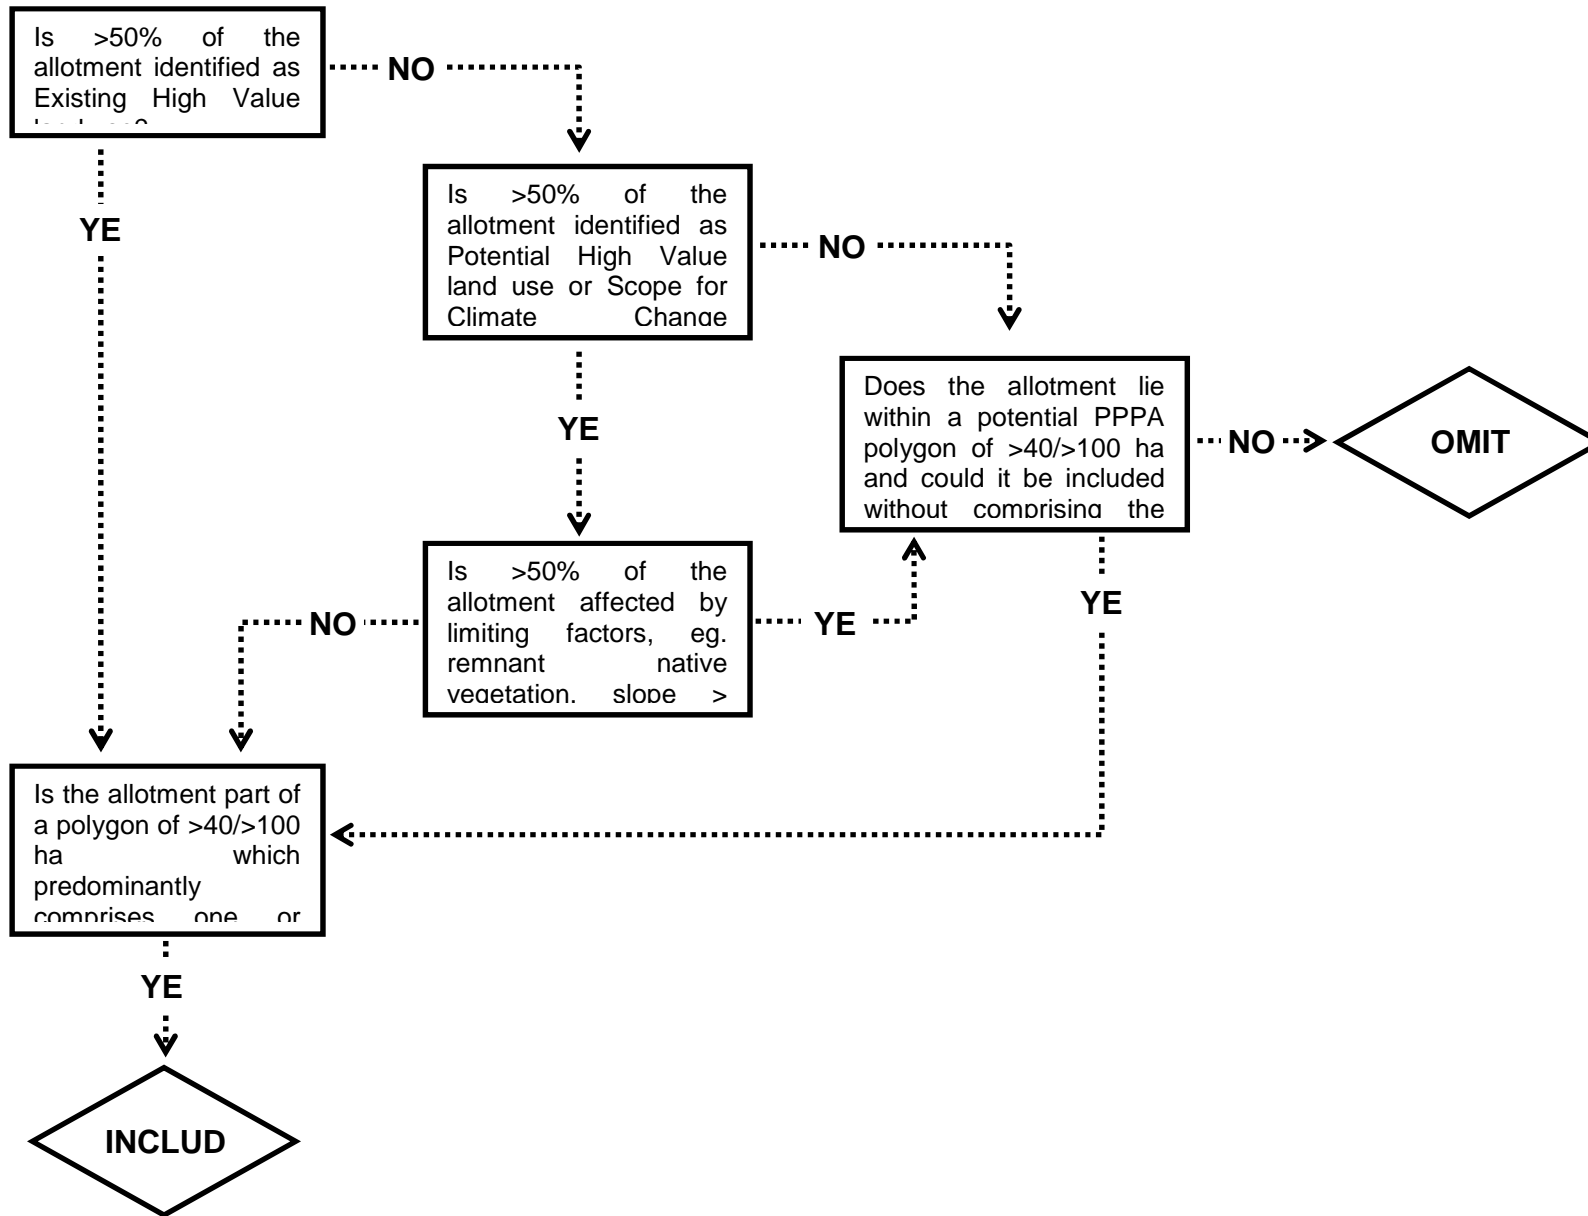 Is >50% of the
allotment identified as
Existing High Value
NO
YE
Is >50% of the
allotment identified as
Potential High Value
land use or Scope for
Climate Change
NO
YE
Does the allotment lie
within a potential PPPA
polygon of >40/>100 ha
and could it be included
without comprising the
NO
OMIT
YE
Is >50% of the
allotment affected by
limiting factors, eg.
remnant native
vegetation, slope >
NO
YE
Is the allotment part of
a polygon of >40/>100
ha which
predominantly
comprises one or
YE
INCLUD